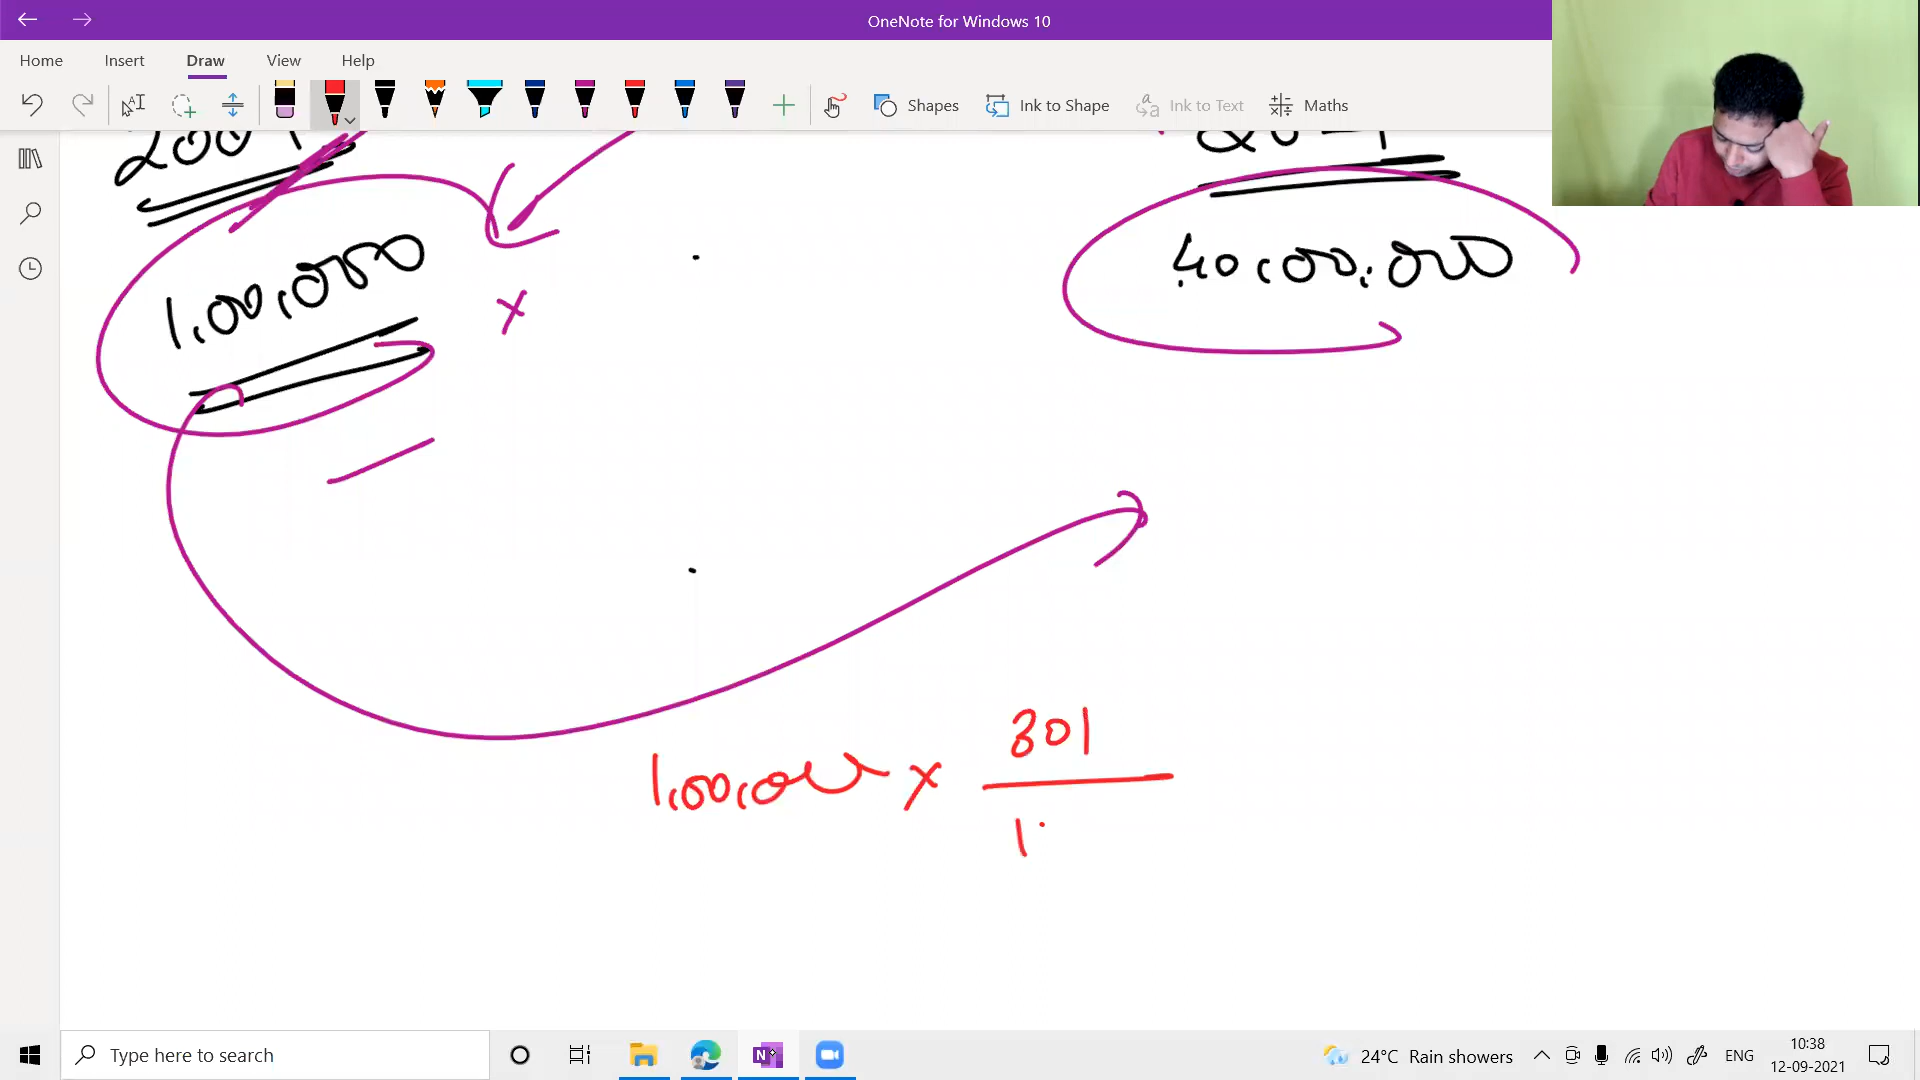 OneNote for Windows 10
Home Insert Draw View Help
Shapes Ink to Shape Ink to Text Maths
1,00,000
x
40,00,000
1,00,000 x 301
1
Type here to search
24°C Rain showers
ENG
10:38
12-09-2021